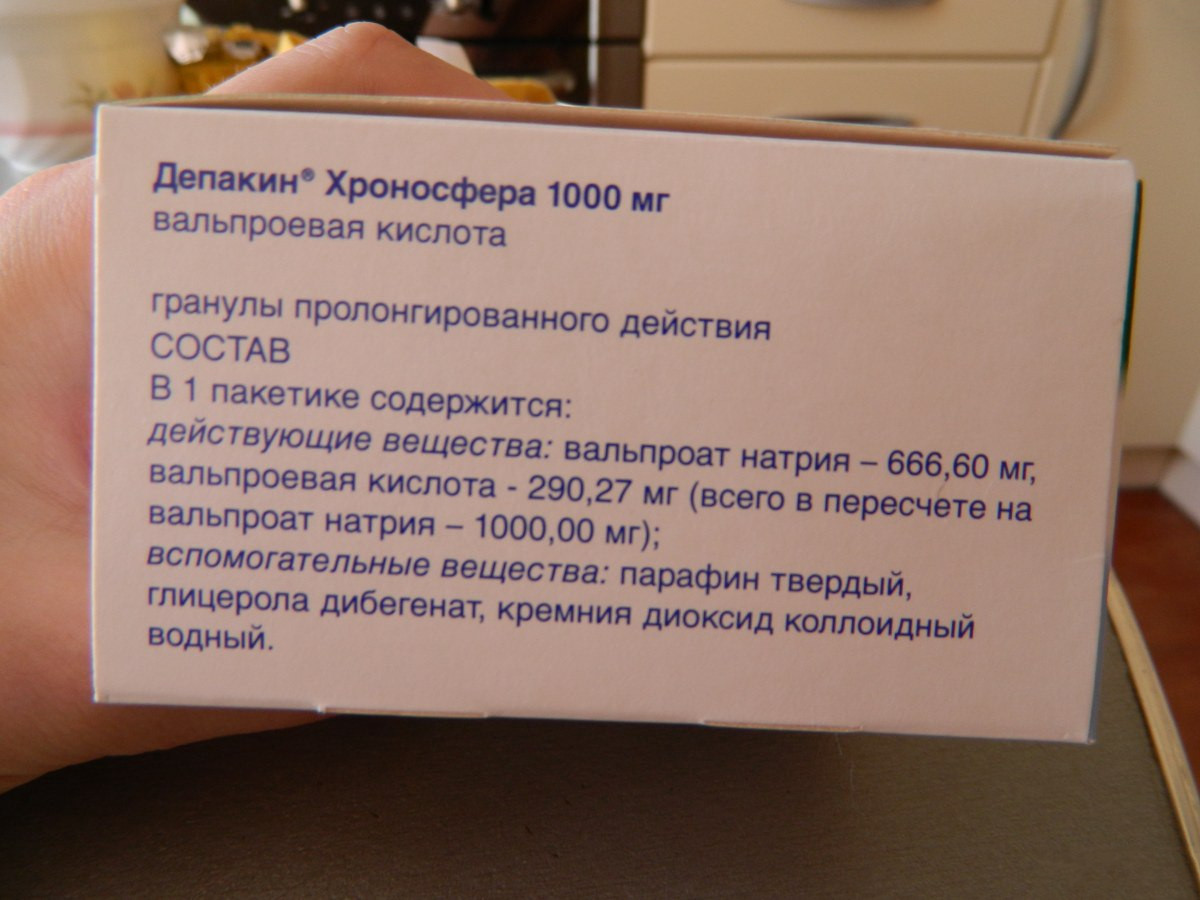 Депакин® Хроносфера 1000 мг
вальпроевая кислота
гранулы пролонгированного действия
СОСТАВ
В 1 пакетике содержится:
действующие вещества: вальпроат натрия – 666,60 мг,
вальпроевая кислота - 290,27 мг (всего в пересчете на
вальпроат натрия – 1000,00 мг);
вспомогательные вещества: парафин твердый,
глицерола дибегенат, кремния диоксид коллоидный
водный.